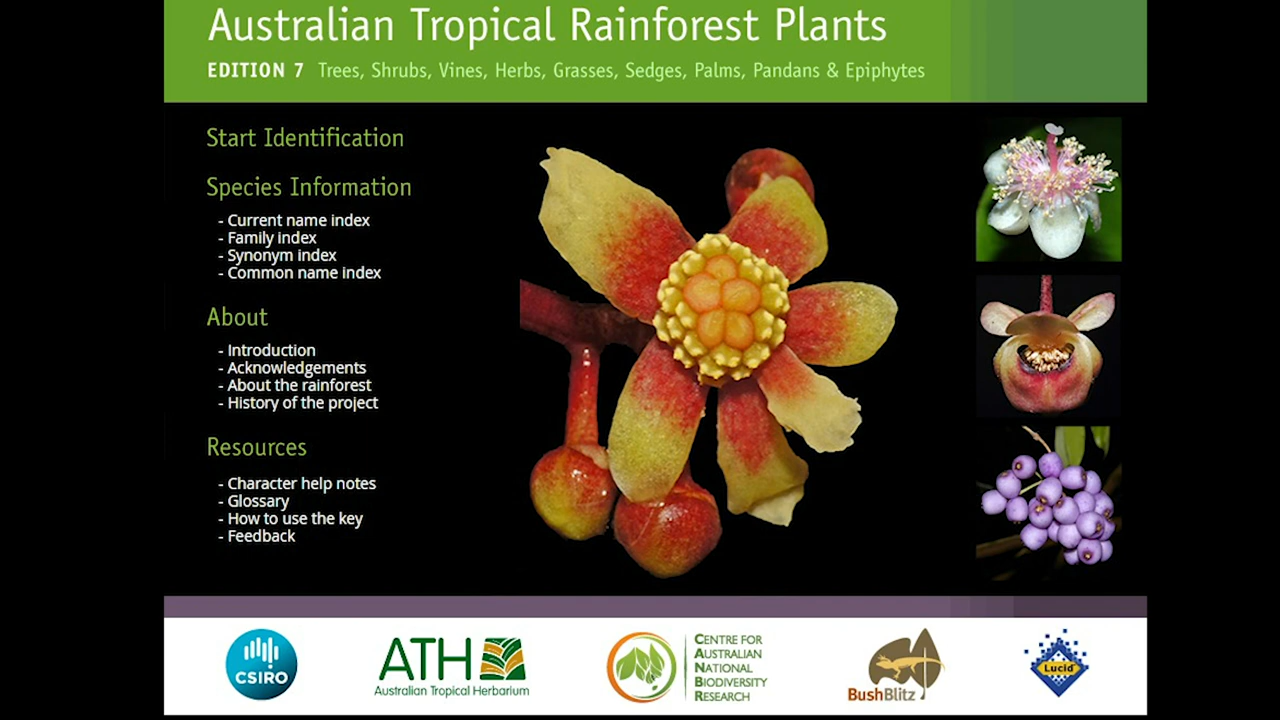 Australian Tropical Rainforest Plants
EDITION 7 Trees, Shrubs, Vines, Herbs, Grasses, Sedges, Palms, Pandans & Epiphytes
Start Identification
Species Information
- Current name index
- Family index
- Synonym index
- Common name index
About
- Introduction
- Acknowledgements
- About the rainforest
- History of the project
Resources
- Character help notes
- Glossary
- How to use the key
- Feedback
CSIRO
ATH
Australian Tropical Herbarium
CENTRE FOR
AUSTRALIAN
NATIONAL
BIODIVERSITY
RESEARCH
BushBlitz
Lucid